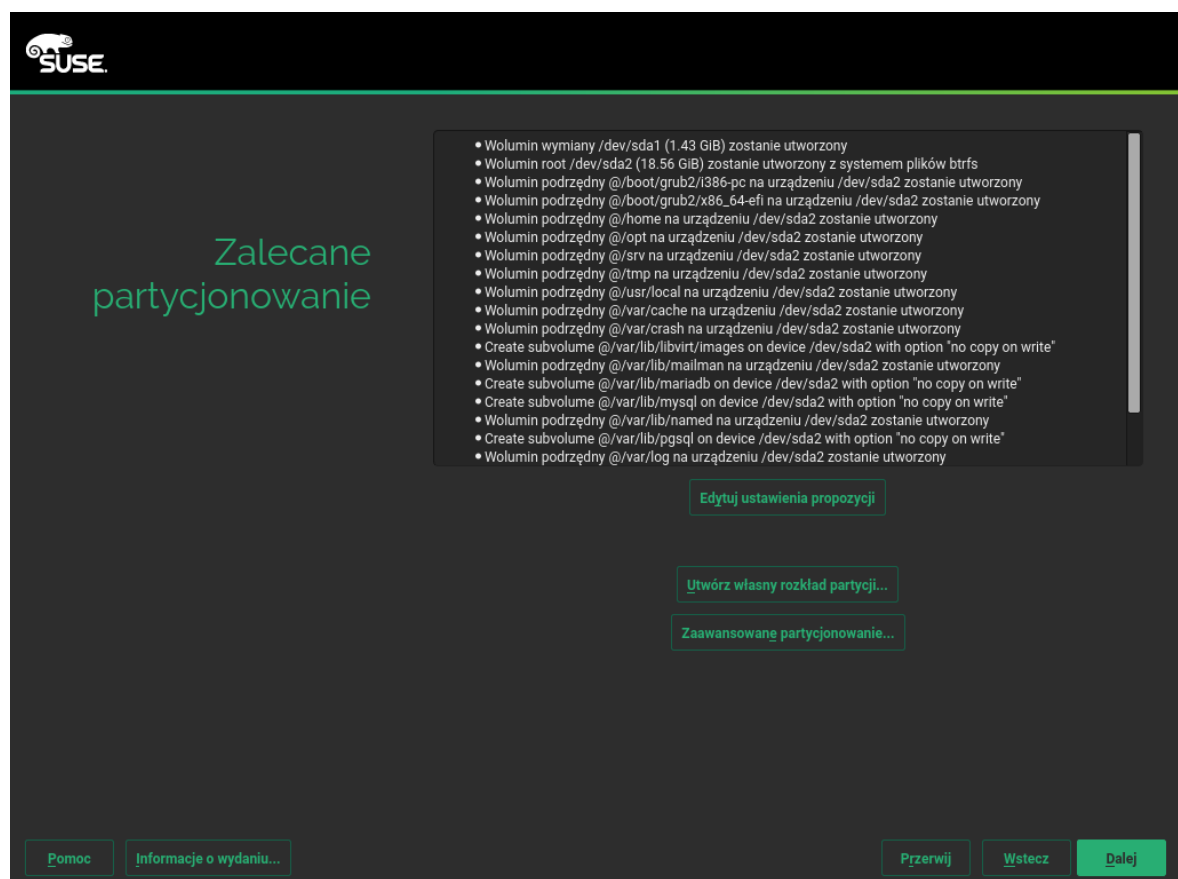 SUSE.
Zalecane
partycjonowanie
• Wolumin wymiany /dev/sda1 (1.43 GiB) zostanie utworzony
• Wolumin root /dev/sda2 (18.56 GiB) zostanie utworzony z systemem plików btrfs
• Wolumin podrzędny @/boot/grub2/i386-pc na urządzeniu /dev/sda2 zostanie utworzony
• Wolumin podrzędny @/boot/grub2/x86_64-efi na urządzeniu /dev/sda2 zostanie utworzony
• Wolumin podrzędny @/home na urządzeniu /dev/sda2 zostanie utworzony
• Wolumin podrzędny @/opt na urządzeniu /dev/sda2 zostanie utworzony
• Wolumin podrzędny @/srv na urządzeniu /dev/sda2 zostanie utworzony
• Wolumin podrzędny @/tmp na urządzeniu /dev/sda2 zostanie utworzony
• Wolumin podrzędny @/usr/local na urządzeniu /dev/sda2 zostanie utworzony
• Wolumin podrzędny @/var/cache na urządzeniu /dev/sda2 zostanie utworzony
• Wolumin podrzędny @/var/crash na urządzeniu /dev/sda2 zostanie utworzony
• Create subvolume @/var/lib/libvirt/images on device /dev/sda2 with option "no copy on write"
• Wolumin podrzędny @/var/lib/mailman na urządzeniu /dev/sda2 zostanie utworzony
• Create subvolume @/var/lib/mariadb on device /dev/sda2 with option "no copy on write"
• Create subvolume @/var/lib/mysql on device /dev/sda2 with option "no copy on write"
• Wolumin podrzędny @/var/lib/named na urządzeniu /dev/sda2 zostanie utworzony
• Create subvolume @/var/lib/pgsql on device /dev/sda2 with option "no copy on write"
• Wolumin podrzędny @/var/log na urządzeniu /dev/sda2 zostanie utworzony
Edytuj ustawienia propozycji
Utwórz własny rozkład partycji...
Zaawansowane partycjonowanie...
Pomoc
Informacje o wydaniu...
Przerwij
Wstecz
Dalej